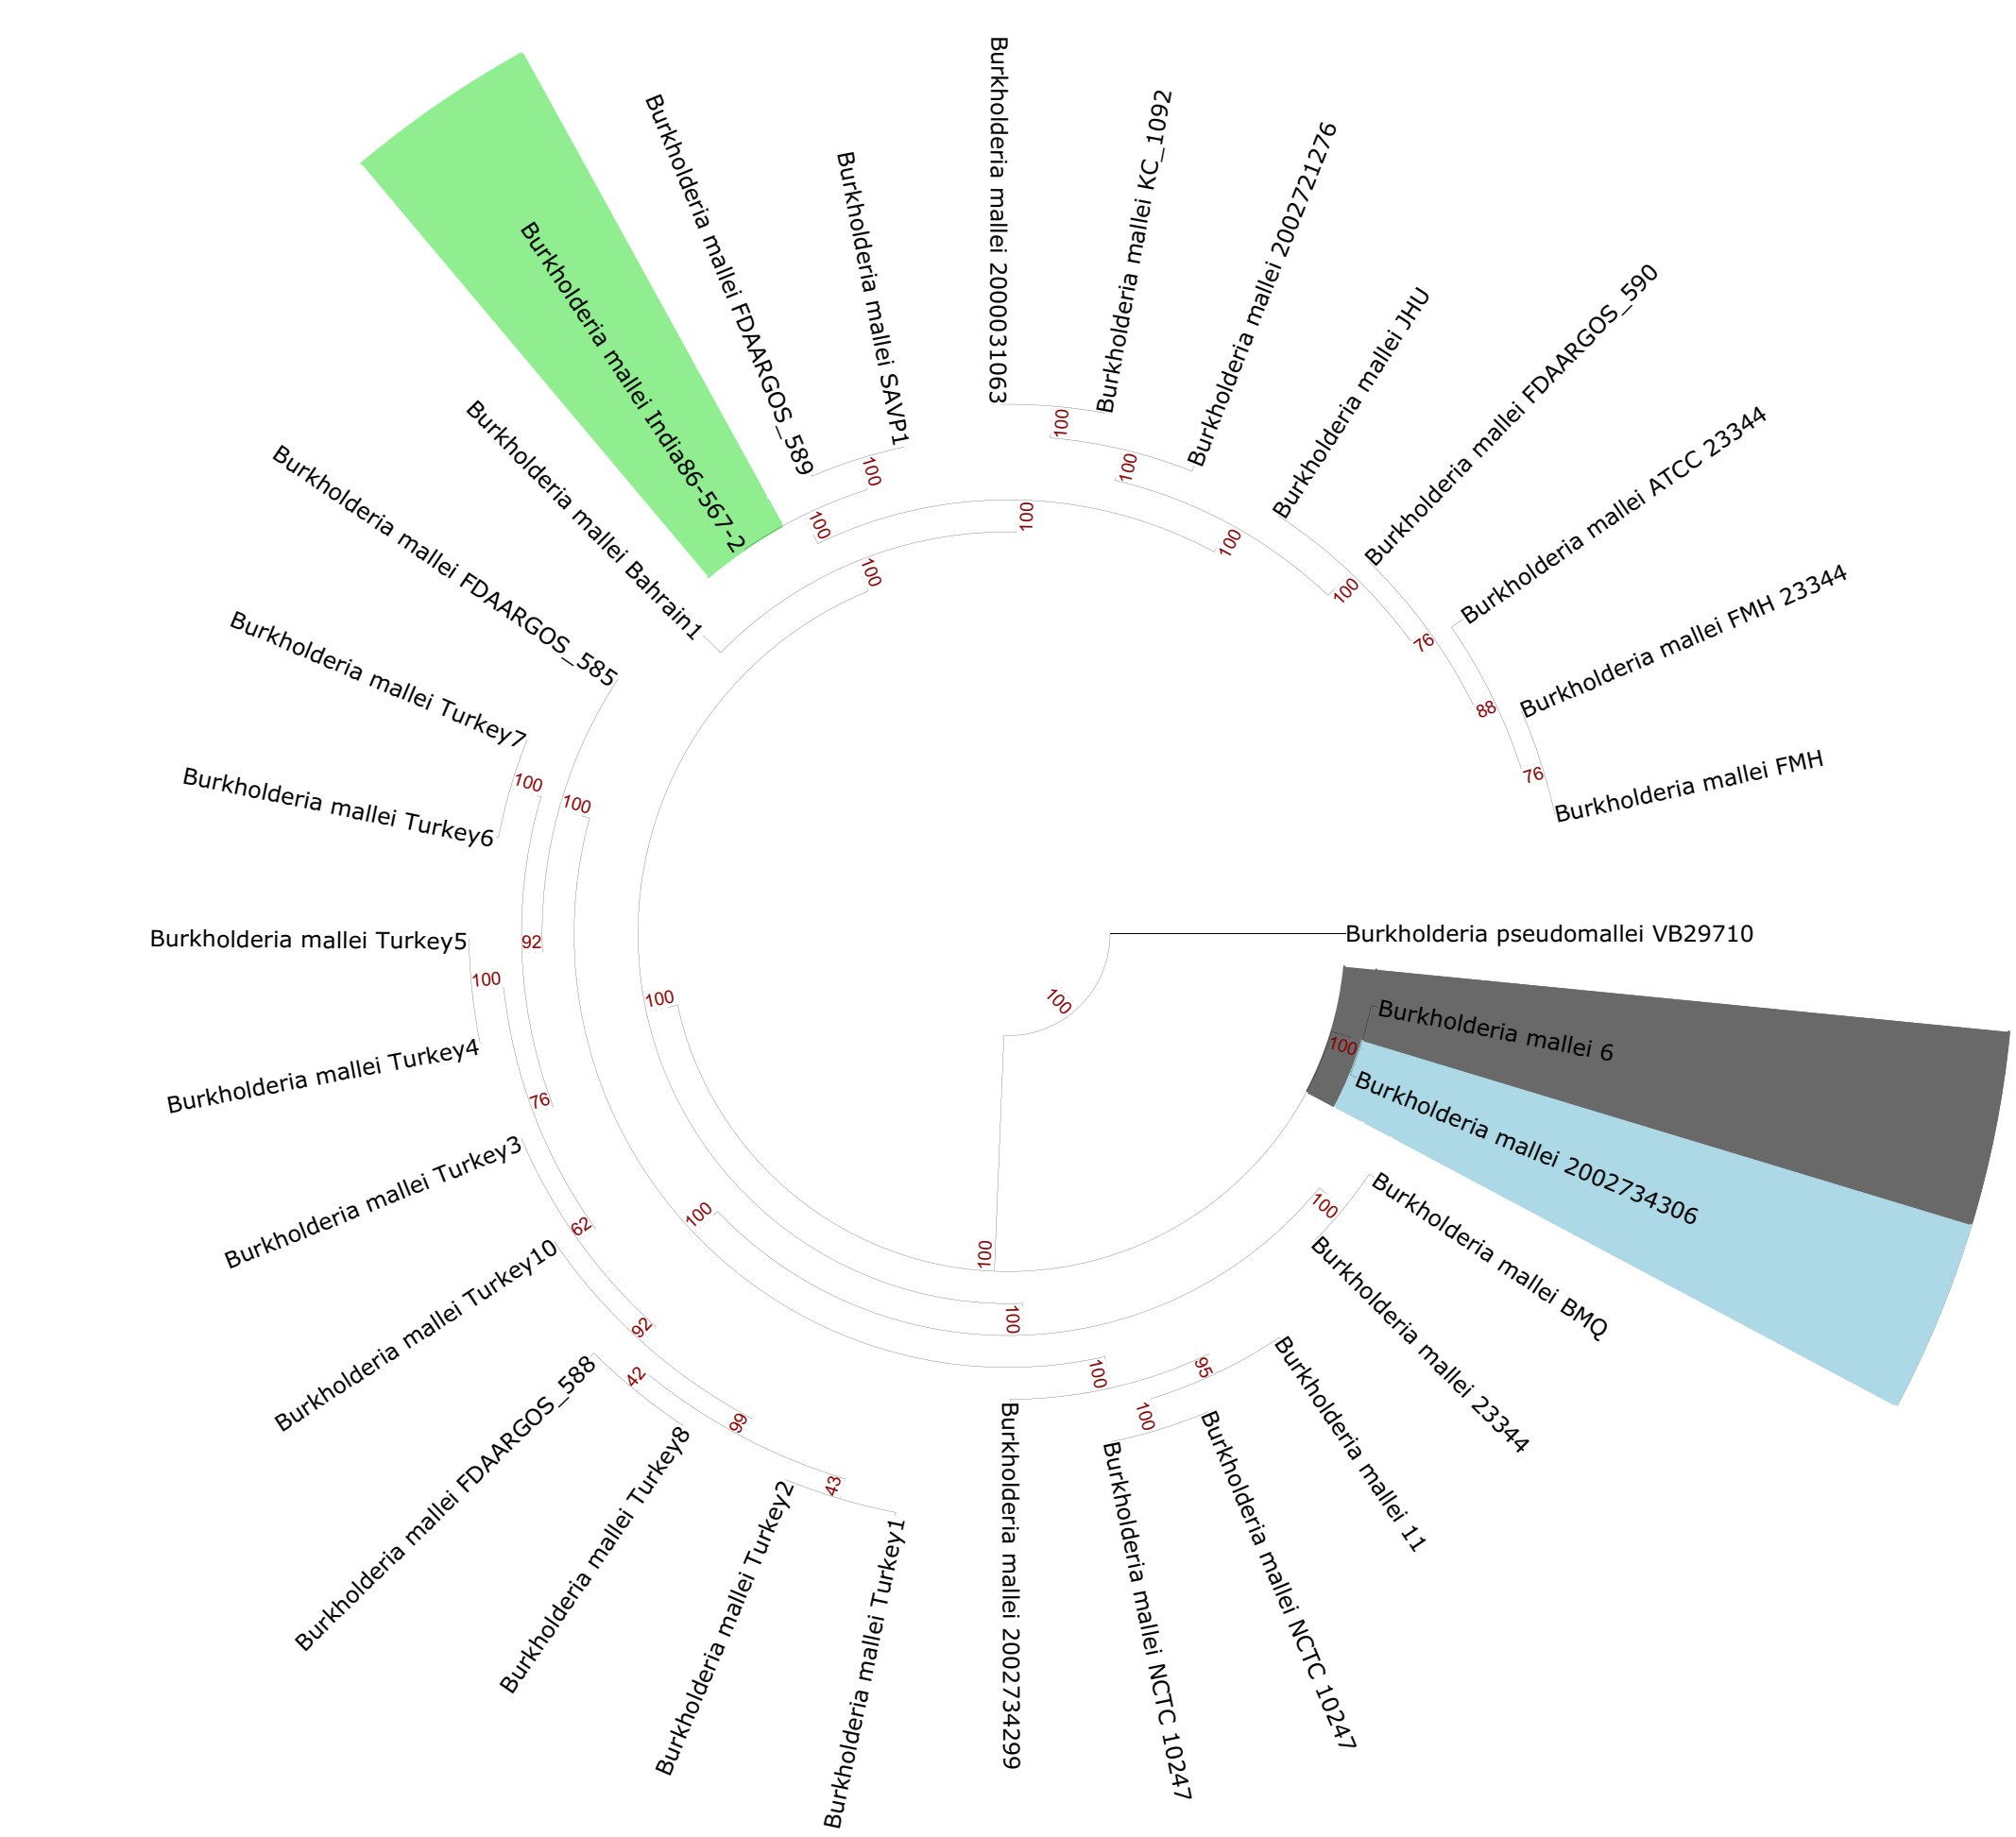 Burkholderia mallei 2000031063
Burkholderia mallei KC_1092
Burkholderia mallei 2002721276
Burkholderia mallei JHU
Burkholderia mallei FDAARGOS_590
Burkholderia mallei ATCC 23344
Burkholderia mallei FMH 23344
Burkholderia mallei FMH
Burkholderia pseudomallei VB29710
Burkholderia mallei 6
Burkholderia mallei 2002734306
Burkholderia mallei BMQ
Burkholderia mallei 23344
Burkholderia mallei 11
Burkholderia mallei NCTC 10247
Burkholderia mallei NCTC 10247
Burkholderia mallei 2002734299
Burkholderia mallei Turkey1
Burkholderia mallei Turkey2
Burkholderia mallei Turkey8
Burkholderia mallei FDAARGOS_588
Burkholderia mallei Turkey10
Burkholderia mallei Turkey3
Burkholderia mallei Turkey4
Burkholderia mallei Turkey5
Burkholderia mallei Turkey6
Burkholderia mallei Turkey7
Burkholderia mallei FDAARGOS_585
Burkholderia mallei Bahrain1
Burkholderia mallei India86-567-2
Burkholderia mallei FDAARGOS_589
Burkholderia mallei SAVP1
100
100
100
100
76
88
76
100
100
100
100
100
100
92
100
76
62
92
42
99
43
100
100
95
100
100
100
100
100
100
100